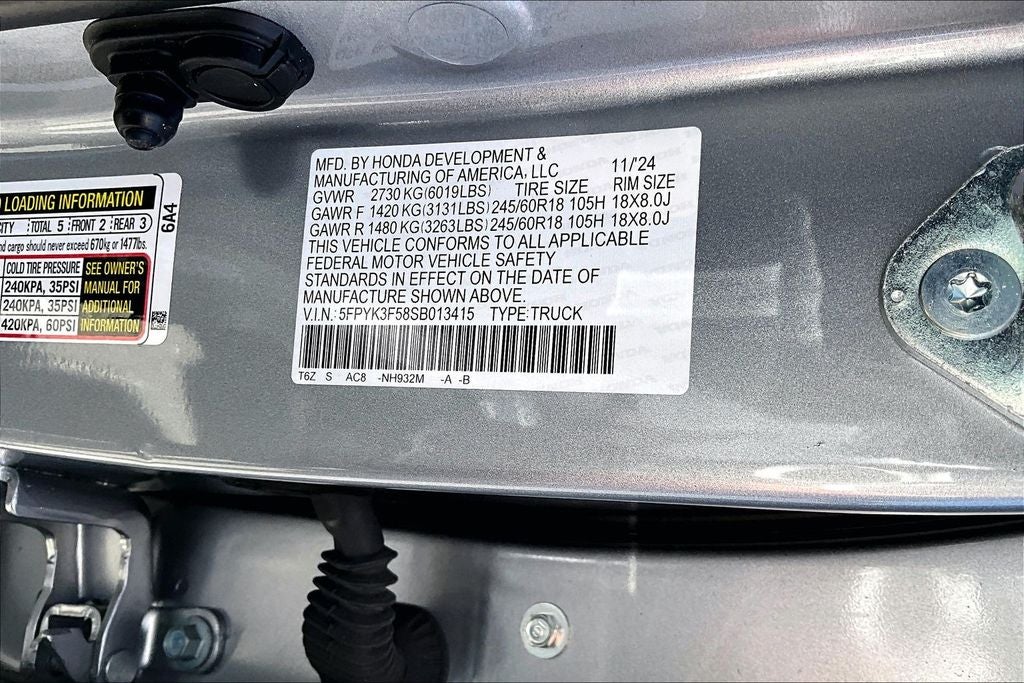 MFD. BY HONDA DEVELOPMENT & 11/'24
MANUFACTURING OF AMERICA, LLC
GVWR 2730 KG(6019LBS) TIRE SIZE RIM SIZE
GAWR F 1420 KG(3131LBS) 245/60R18 105H 18X8.0J
GAWR R 1480 KG(3263LBS) 245/60R18 105H 18X8.0J
THIS VEHICLE CONFORMS TO ALL APPLICABLE
FEDERAL MOTOR VEHICLE SAFETY
STANDARDS IN EFFECT ON THE DATE OF
MANUFACTURE SHOWN ABOVE.
V.I.N.: 5FPYK3F58SB013415 TYPE:TRUCK
T6Z S AC8 -NH932M -A -B
LOADING INFORMATION
TOTAL 5 FRONT 2 REAR 3
and cargo should never exceed 670kg or 1477lbs.
COLD TIRE PRESSURE
240KPA, 35PSI
240KPA, 35PSI
420KPA, 60PSI
SEE OWNER'S
MANUAL FOR
ADDITIONAL
INFORMATION
6A4